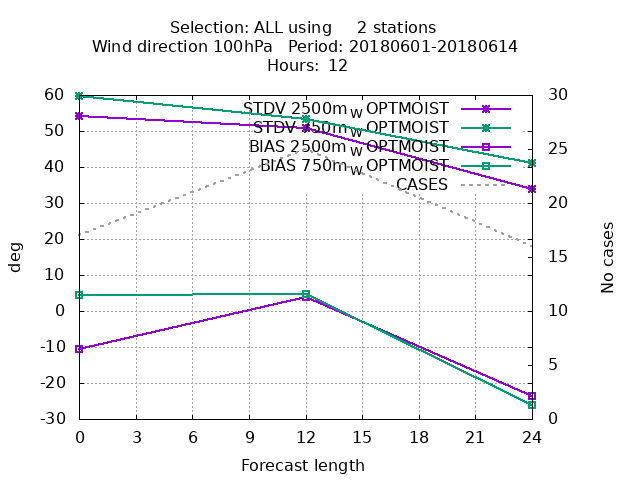 Selection: ALL using     2 stations
Wind direction 100hPa   Period: 20180601-20180614
Hours:  12
60
50
40
30
20
10
0
-10
-20
-30
30
25
20
15
10
5
0
STDV 2500m_W OPTMOIST
STDV 750m_W OPTMOIST
BIAS 2500m_W OPTMOIST
BIAS 750m_W OPTMOIST
CASES
deg
No cases
0 3 6 9 12 15 18 21 24
Forecast length